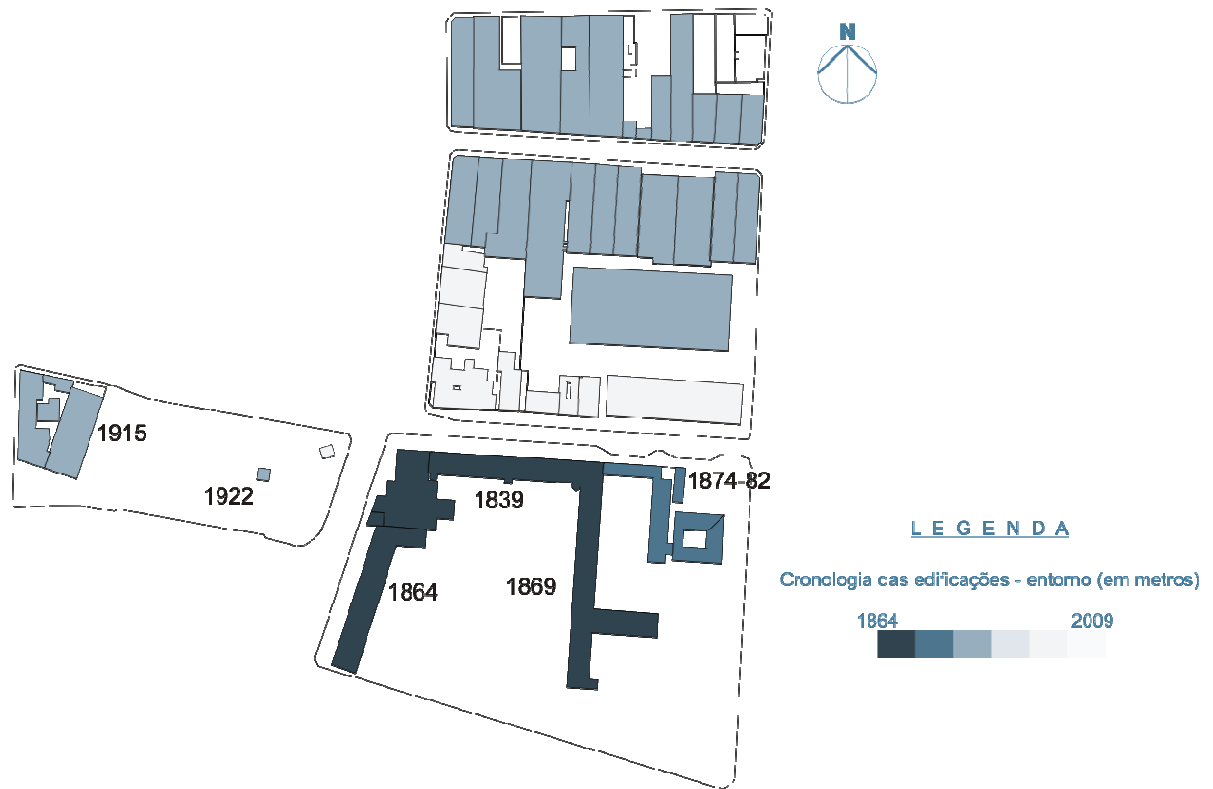 N
1915
1922
1839
1874-82
1864
1869
L E G E N D A
Cronologia cas edificações - entorno (em metros)
1864 2009